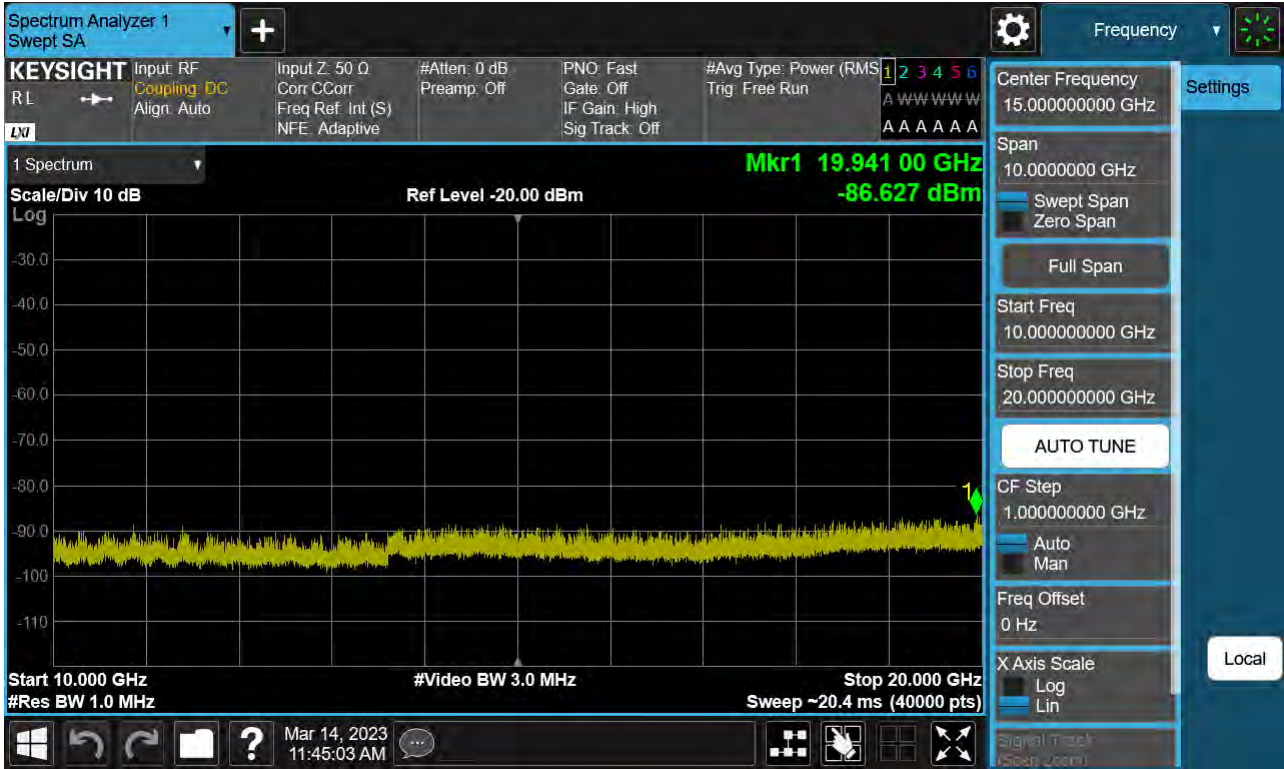 Spectrum Analyzer 1
Swept SA
+
Frequency
KEYSIGHT
R L
LXI
Input: RF
Coupling: DC
Align: Auto
Input Z: 50 Ω
Corr CCorr
Freq Ref: Int (S)
NFE: Adaptive
#Atten: 0 dB
Preamp: Off
PNO: Fast
Gate: Off
IF Gain: High
Sig Track: Off
#Avg Type: Power (RMS
Trig: Free Run
1 2 3 4 5 6
A W W W W W
A A A A A A
1 Spectrum
Scale/Div 10 dB
Log
Ref Level -20.00 dBm
Mkr1 19.941 00 GHz
-86.627 dBm
-30.0
-40.0
-50.0
-60.0
-70.0
-80.0
-90.0
-100
-110
1
Start 10.000 GHz
#Res BW 1.0 MHz
#Video BW 3.0 MHz
Stop 20.000 GHz
Sweep ~20.4 ms (40000 pts)
Center Frequency
15.000000000 GHz
Span
10.0000000 GHz
Swept Span
Zero Span
Full Span
Start Freq
10.000000000 GHz
Stop Freq
20.000000000 GHz
AUTO TUNE
CF Step
1.000000000 GHz
Auto
Man
Freq Offset
0 Hz
X Axis Scale
Log
Lin
Signal Track
(Span Zoom)
Settings
Local
?
Mar 14, 2023
11:45:03 AM